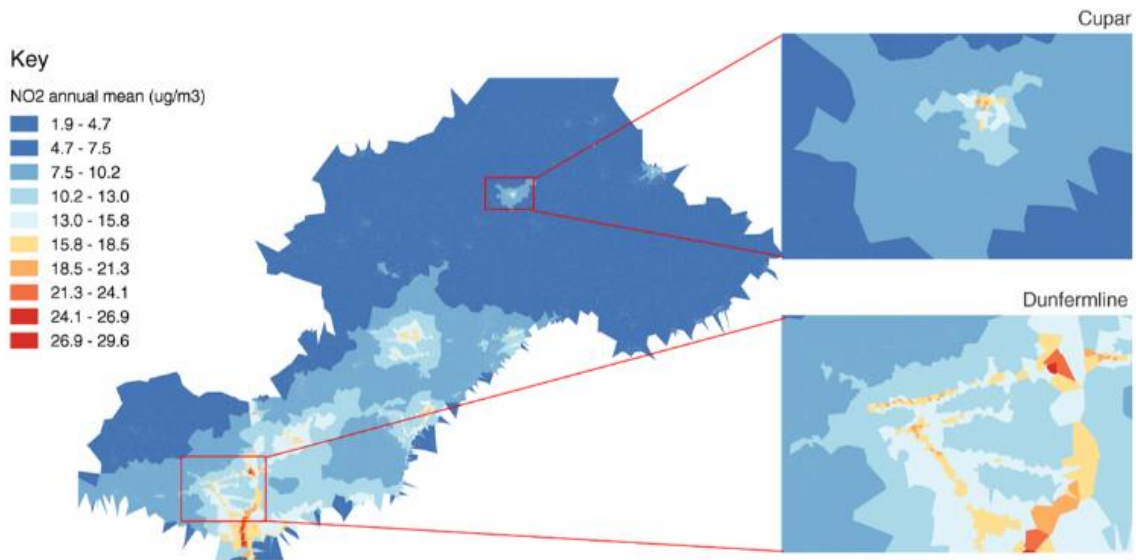 Cupar
Key
NO2 annual mean (ug/m3)
1.9 - 4.7
4.7 - 7.5
7.5 - 10.2
10.2 - 13.0
13.0 - 15.8
15.8 - 18.5
18.5 - 21.3
21.3 - 24.1
24.1 - 26.9
26.9 - 29.6
Dunfermline